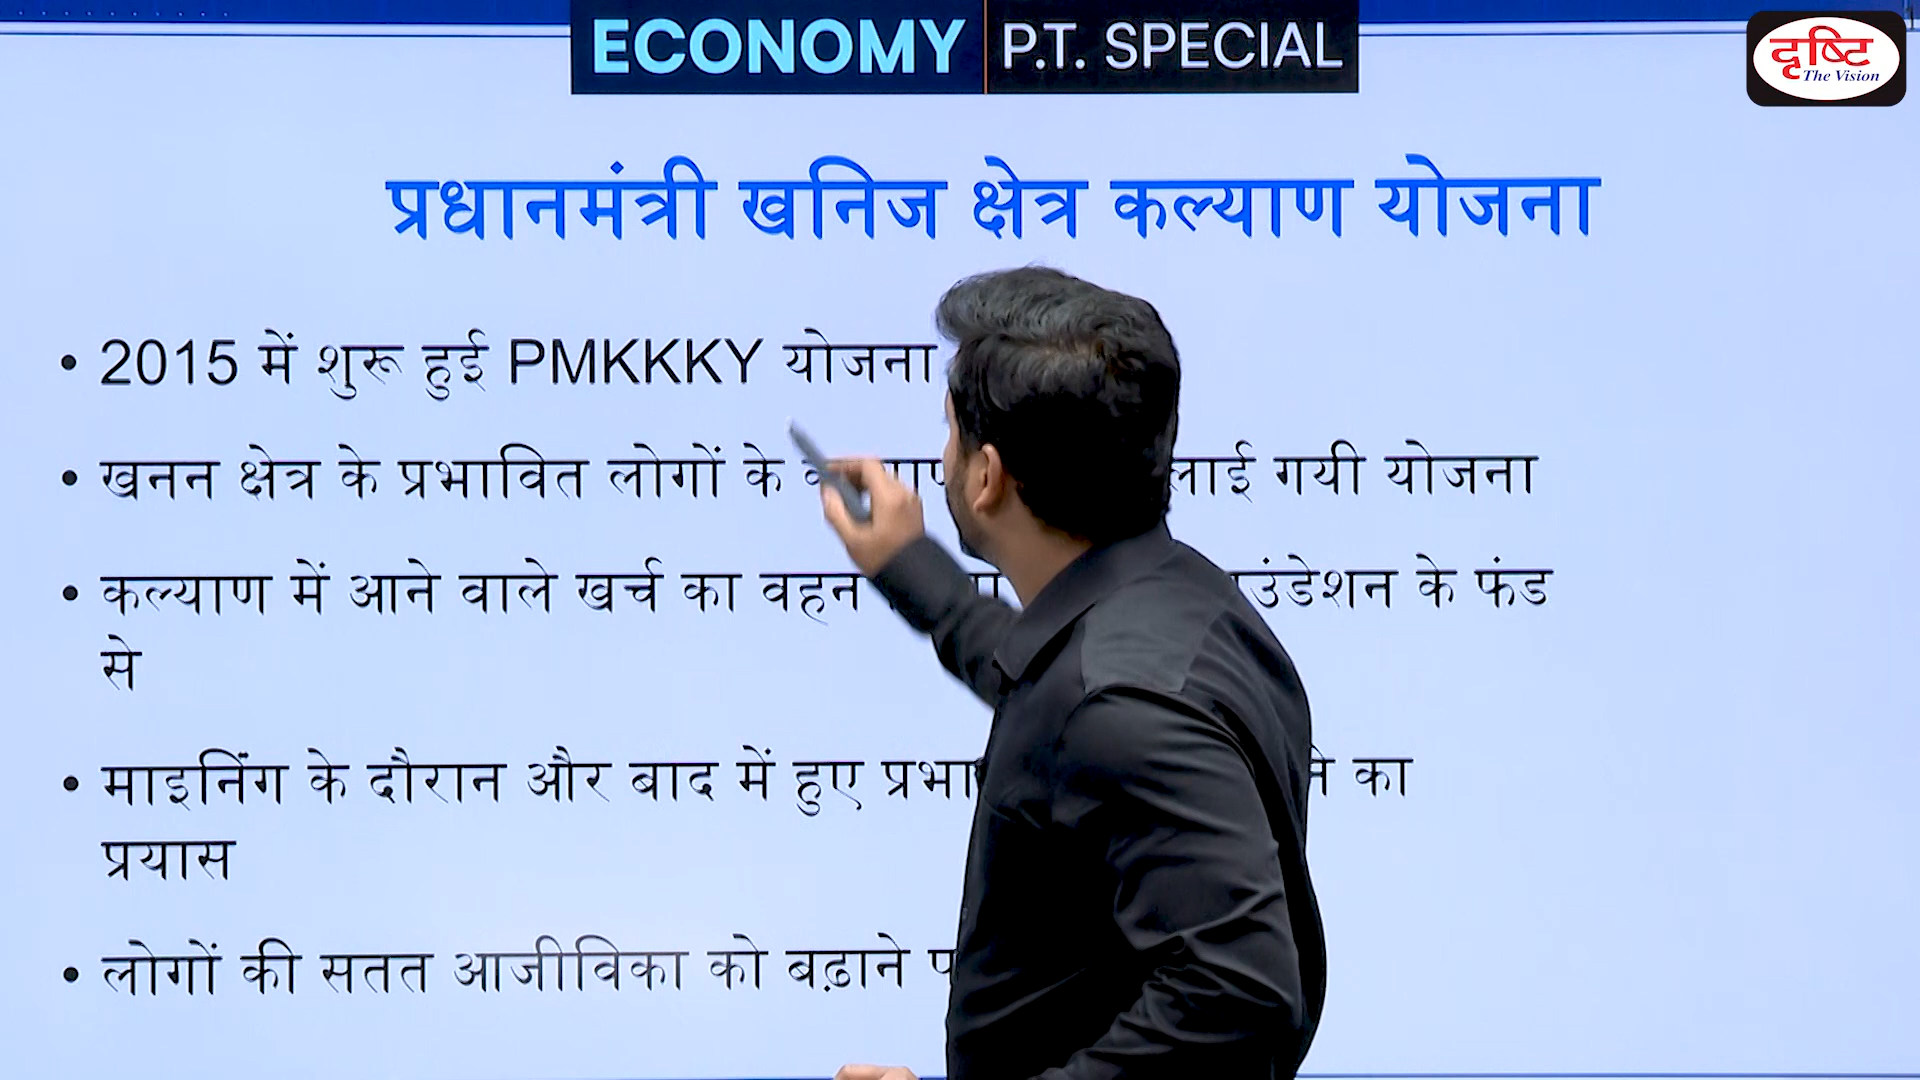 ECONOMY P.T. SPECIAL
दृष्टि
The Vision
प्रधानमंत्री खनिज क्षेत्र कल्याण योजना
• 2015 में शुरू हुई PMKKKY योजना
• खनन क्षेत्र के प्रभावित लोगों के गयी योजना
• कल्याण में आने वाले खर्च का वहन के फंड
से
• माइनिंग के दौरान और बाद में हुए का
प्रयास
• लोगों की सतत आजीविका को बढ़ाने